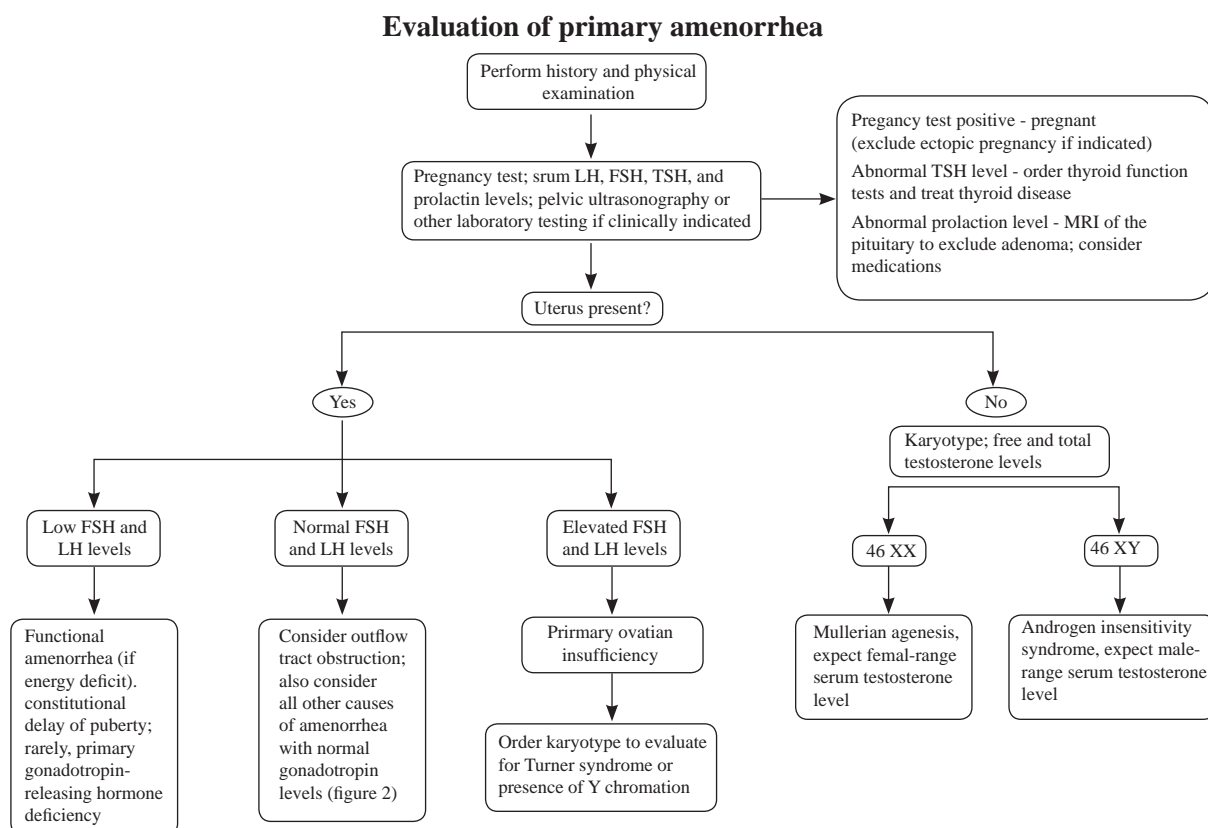 Evaluation of primary amenorrhea
Perform history and physical
examination
Pregancy test positive - pregnant
(exclude ectopic pregnancy if indicated)
Abnormal TSH level - order thyroid function
tests and treat thyroid disease
Abnormal prolaction level - MRI of the
pituitary to exclude adenoma; consider
medications
Pregnancy test; srum LH, FSH, TSH, and
prolactin levels; pelvic ultrasonography or
other laboratory testing if clinically indicated
Uterus present?
Yes
No
Karyotype; free and total
testosterone levels
Low FSH and
LH levels
Normal FSH
and LH levels
Elevated FSH
and LH levels
46 XX
46 XY
Functional
amenorrhea (if
energy deficit).
constitutional
delay of puberty;
rarely, primary
gonadotropin-
releasing hormone
deficiency
Consider outflow
tract obstruction;
also consider
all other causes
of amenorrhea
with normal
gonadotropin
levels (figure 2)
Prirmary ovatian
insufficiency
Order karyotype to evaluate
for Turner syndrome or
presence of Y chromation
Mullerian agenesis,
expect femal-range
serum testosterone
level
Androgen insensitivity
syndrome, expect male-
range serum testosterone
level